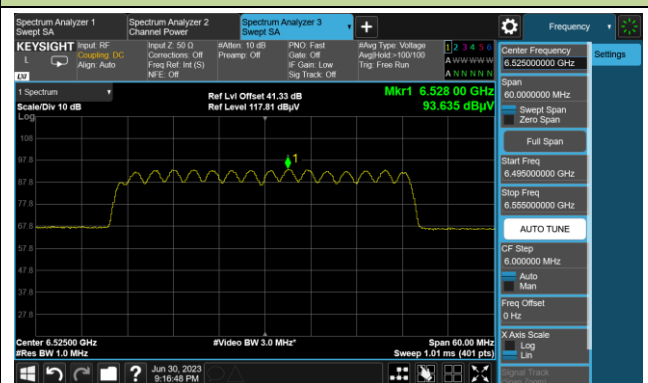 Spectrum Analyzer 1
Swept SA
Spectrum Analyzer 2
Channel Power
Spectrum Analyzer 3
Swept SA
Frequency
KEYSIGHT
L
LXI
Input: RF
Coupling: DC
Align: Auto
Input Z: 50 Ω
Corrections: Off
Freq Ref: Int (S)
NFE: Off
#Atten: 10 dB
Preamp: Off
PNO: Fast
Gate: Off
IF Gain: Low
Sig Track: Off
#Avg Type: Voltage
Avg|Hold:>100/100
Trig: Free Run
1 2 3 4 5 6
A W W W W W
A N N N N N
1 Spectrum
Scale/Div 10 dB
Log
Ref Lvl Offset 41.33 dB
Ref Level 117.81 dBµV
Mkr1 6.528 00 GHz
93.635 dBµV
1
108
97.8
87.8
77.8
67.8
57.8
47.8
37.8
27.8
Center 6.52500 GHz
#Res BW 1.0 MHz
#Video BW 3.0 MHz*
Span 60.00 MHz
Sweep 1.01 ms (401 pts)
Jun 30, 2023
9:16:48 PM
Settings
Center Frequency
6.525000000 GHz
Span
60.0000000 MHz
Swept Span
Zero Span
Full Span
Start Freq
6.495000000 GHz
Stop Freq
6.555000000 GHz
AUTO TUNE
CF Step
6.000000 MHz
Auto
Man
Freq Offset
0 Hz
X Axis Scale
Log
Lin
Signal Track